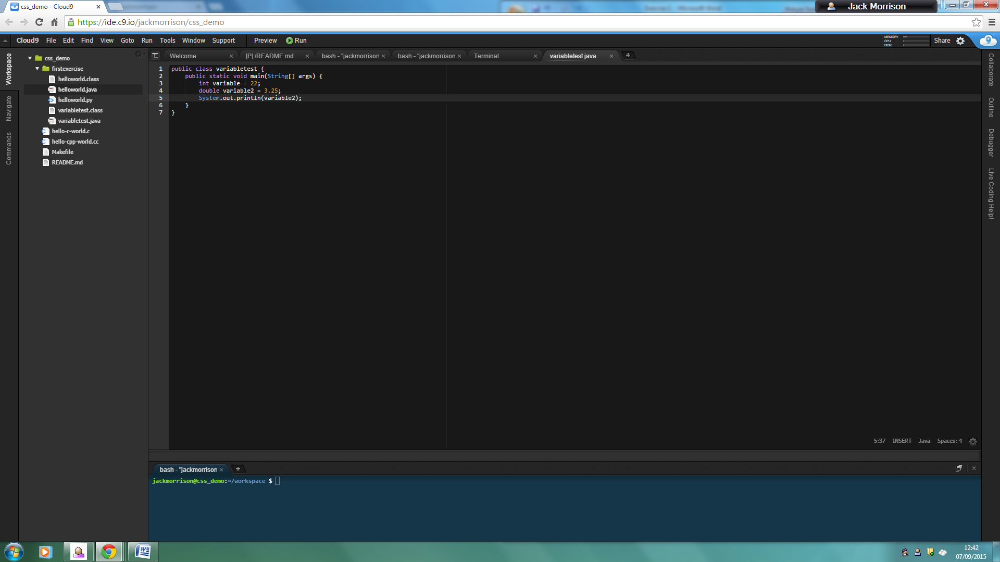 css_demo - Cloud9
Jack Morrison
https://ide.c9.io/jackmorrison/css_demo
Cloud9 File Edit Find View Goto Run Tools Window Support Preview Run
MEMORY
CPU
DISK
Share
Workspace
Navigate
Commands
css_demo
firstexercise
helloworld.class
helloworld.java
helloworld.py
variabletest.class
variabletest.java
hello-c-world.c
hello-cpp-world.cc
Makefile
README.md
Welcome [P] /README.md bash - "jackmorrison bash - "jackmorrison Terminal variabletest.java
1 public class variabletest {
2 public static void main(String[] args) {
3 int variable = 22;
4 double variable2 = 3.25;
5 System.out.println(variable2);
6 }
7 }
Collaborate
Outline
Debugger
Live Coding Help!
5:37 INSERT Java Spaces: 4
bash - "jackmorrison
jackmorrison@css_demo:~/workspace $
12:42
07/09/2015